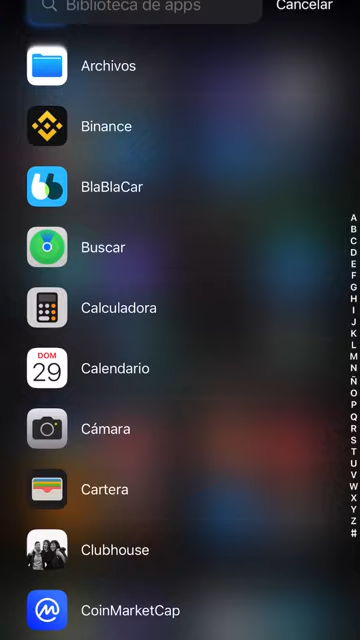 Biblioteca de apps
Cancelar
Archivos
Binance
BlaBlaCar
Buscar
Calculadora
DOM
29
Calendario
Cámara
Cartera
Clubhouse
CoinMarketCap
A
B
C
D
E
F
G
H
I
J
K
L
M
N
Ñ
O
P
Q
R
S
T
U
V
W
X
Y
Z
#